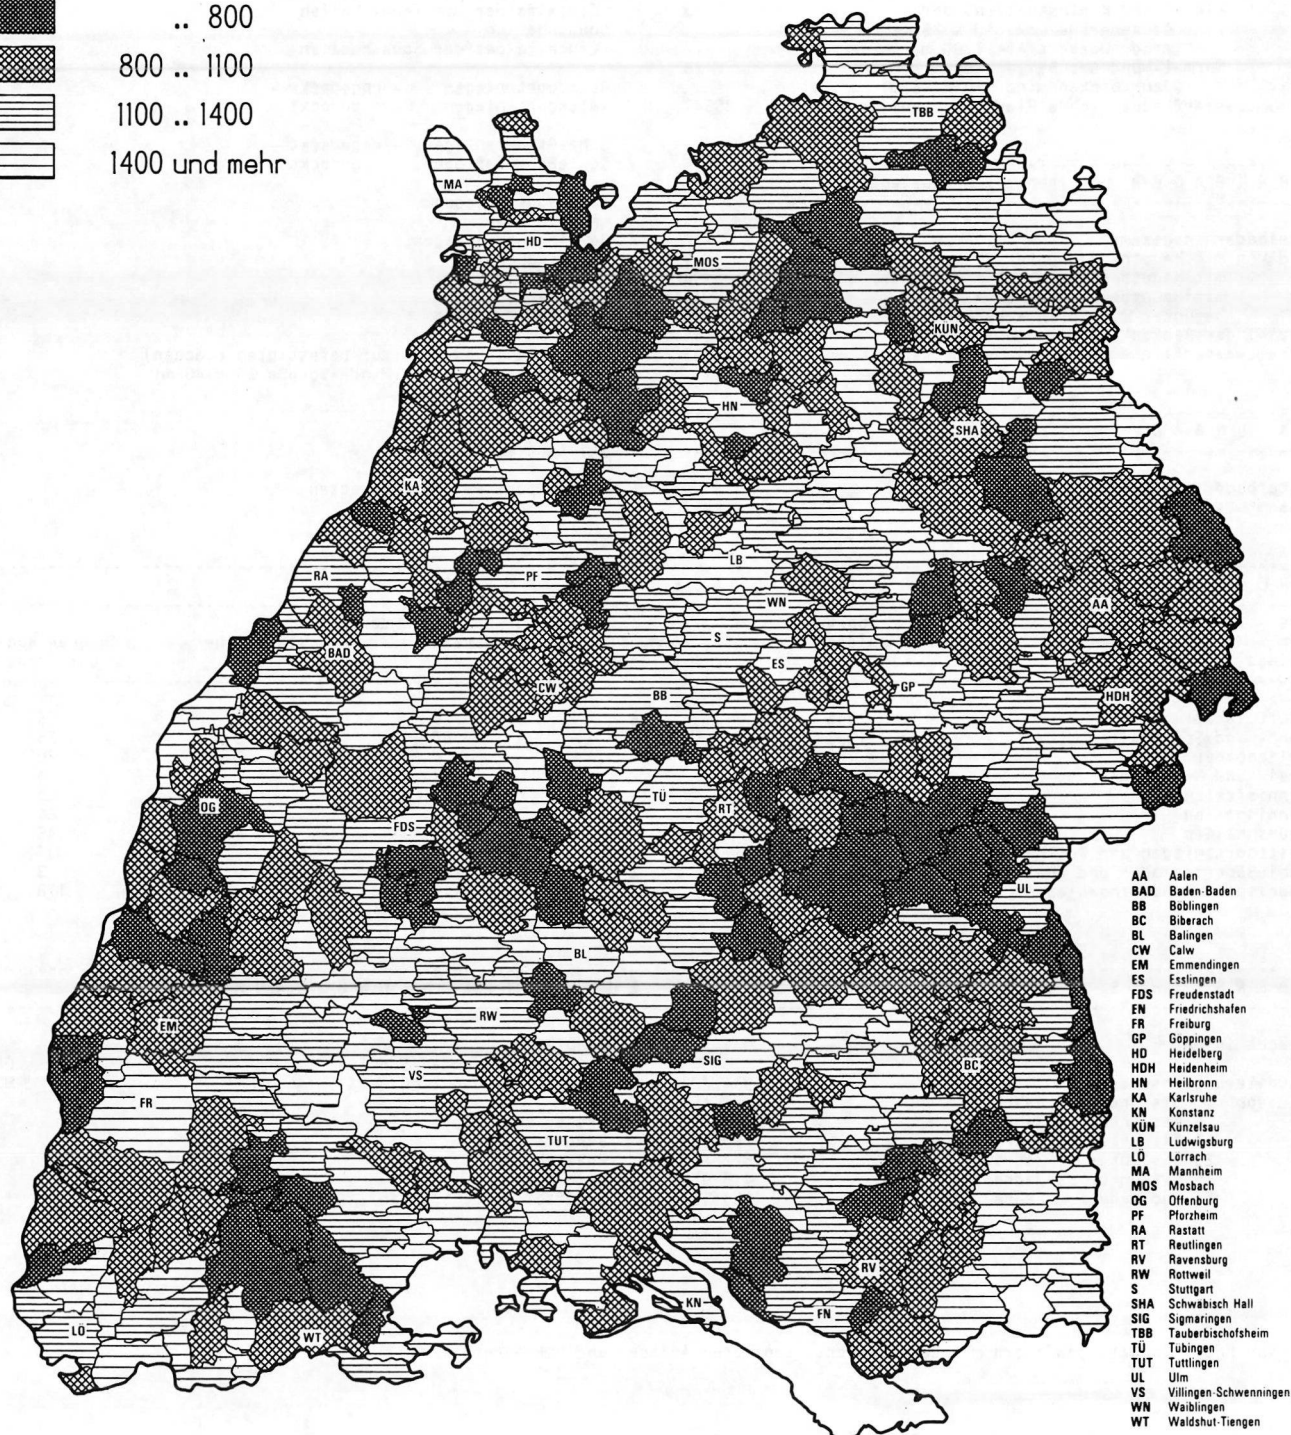 .. 800
800 .. 1100
1100 .. 1400
1400 und mehr
TBB
MA
HD
MOS
KÜN
HN
SHA
KA
LB
RA
PF
WN
AA
S
BAD
ES
CW
BB
GP
HDH
TÜ
OG
RT
FDS
UL
BL
RW
EM
SIG
BC
VS
FR
TUT
RV
KN
FN
LÖ
WT
AA Aalen
BAD Baden-Baden
BB Boblingen
BC Biberach
BL Balingen
CW Calw
EM Emmendingen
ES Esslingen
FDS Freudenstadt
FN Friedrichshafen
FR Freiburg
GP Goppingen
HD Heidelberg
HDH Heidenheim
HN Heilbronn
KA Karlsruhe
KN Konstanz
KÜN Kunzelsau
LB Ludwigsburg
LÖ Lorrach
MA Mannheim
MOS Mosbach
OG Offenburg
PF Pforzheim
RA Rastatt
RT Reutlingen
RV Ravensburg
RW Rottweil
S Stuttgart
SHA Schwabisch Hall
SIG Sigmaringen
TBB Tauberbischofsheim
TÜ Tubingen
TUT Tuttlingen
UL Ulm
VS Villingen-Schwenningen
WN Waiblingen
WT Waldshut-Tiengen